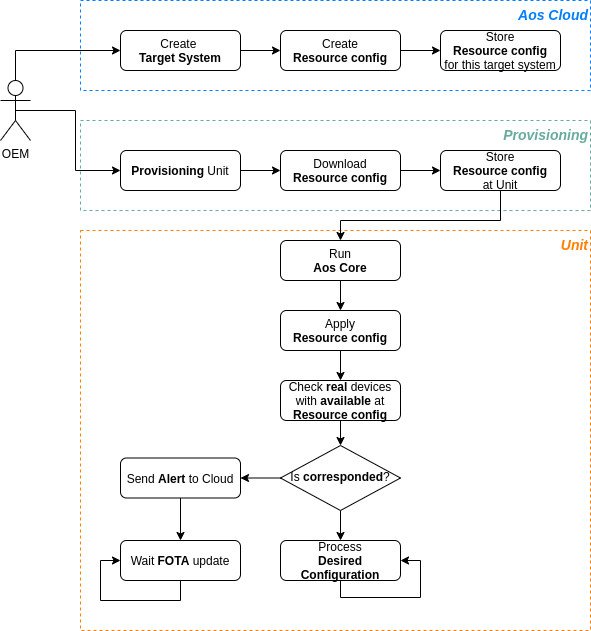 Aos Cloud
Create
Target System
Create
Resource config
Store
Resource config
for this target system
OEM
Provisioning
Provisioning Unit
Download
Resource config
Store
Resource config
at Unit
Unit
Run
Aos Core
Apply
Resource config
Check real devices
with available at
Resource config
Is corresponded?
Send Alert to Cloud
Wait FOTA update
Process
Desired
Configuration